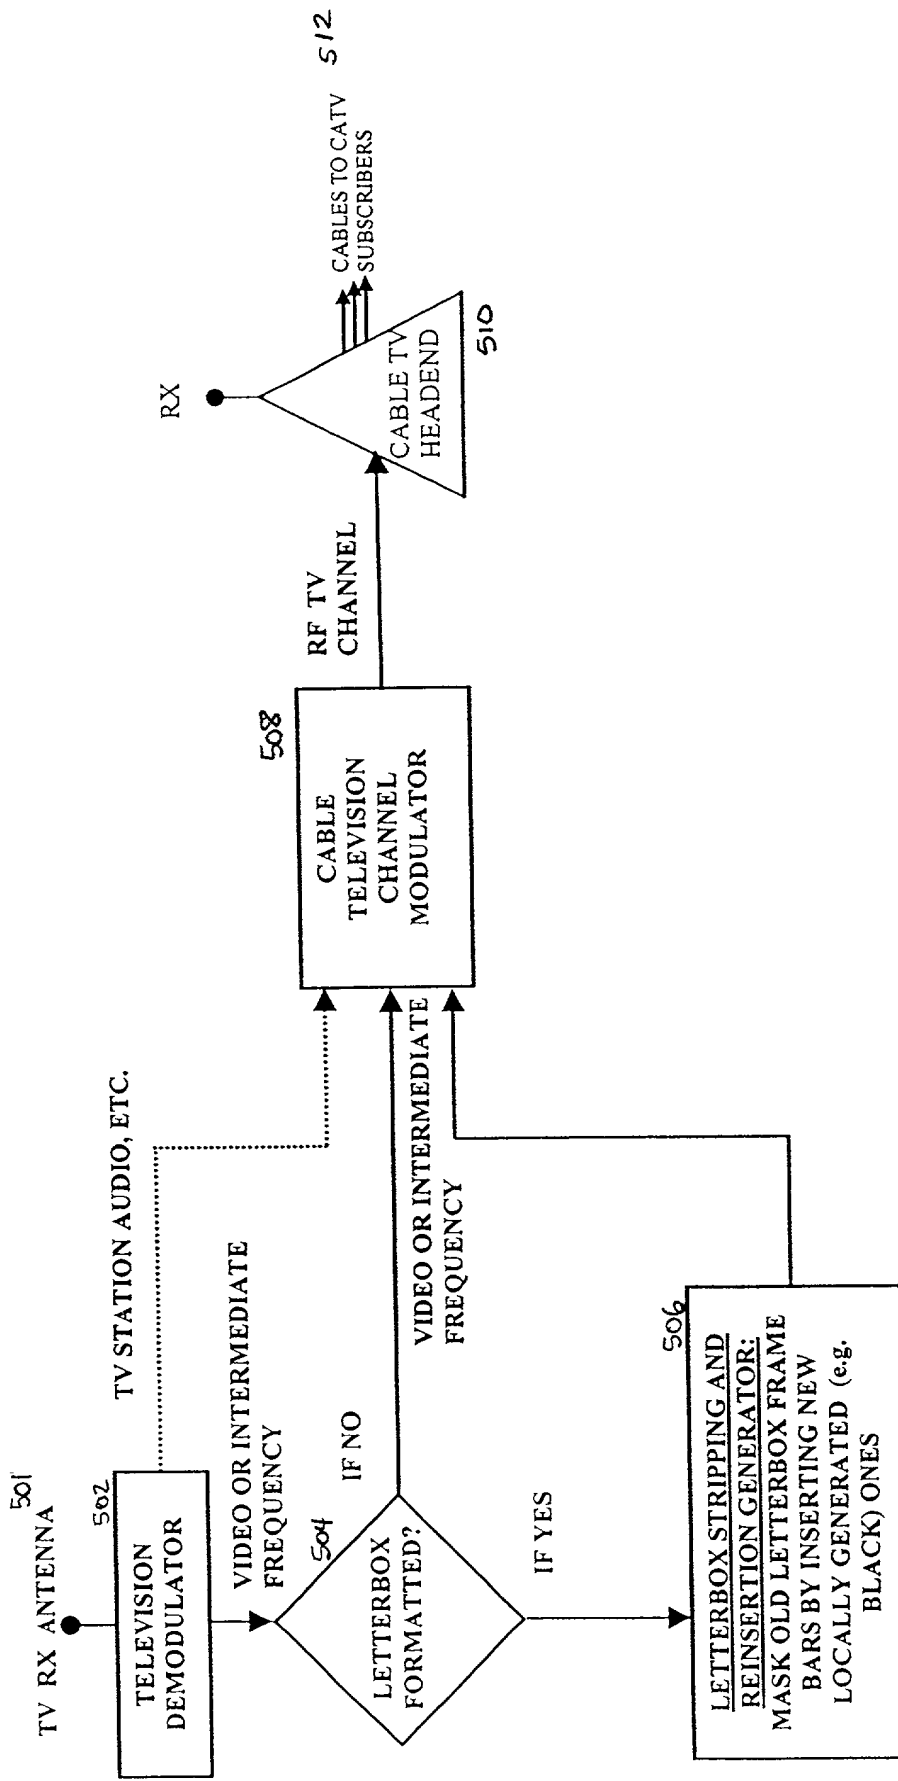 TV RX ANTENNA
501
502
TELEVISION
DEMODULATOR
TV STATION AUDIO, ETC.
VIDEO OR INTERMEDIATE
FREQUENCY
504
LETTERBOX
FORMATTED?
IF NO
IF YES
VIDEO OR INTERMEDIATE
FREQUENCY
506
LETTERBOX STRIPPING AND
REINSERTION GENERATOR:
MASK OLD LETTERBOX FRAME
BARS BY INSERTING NEW
LOCALLY GENERATED (e.g.
BLACK) ONES
508
CABLE
TELEVISION
CHANNEL
MODULATOR
RF TV
CHANNEL
RX
CABLE TV
HEADEND
510
CABLES TO CATV
SUBSCRIBERS
512